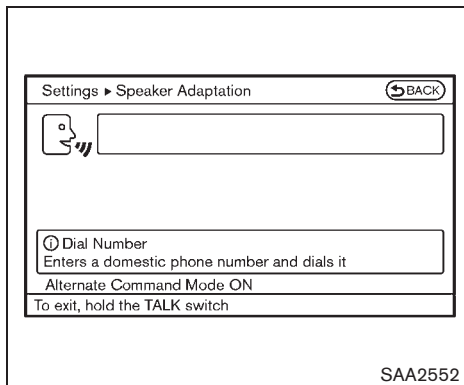 Settings ▶ Speaker Adaptation
BACK
Dial Number
Enters a domestic phone number and dials it
Alternate Command Mode ON
To exit, hold the TALK switch
SAA2552